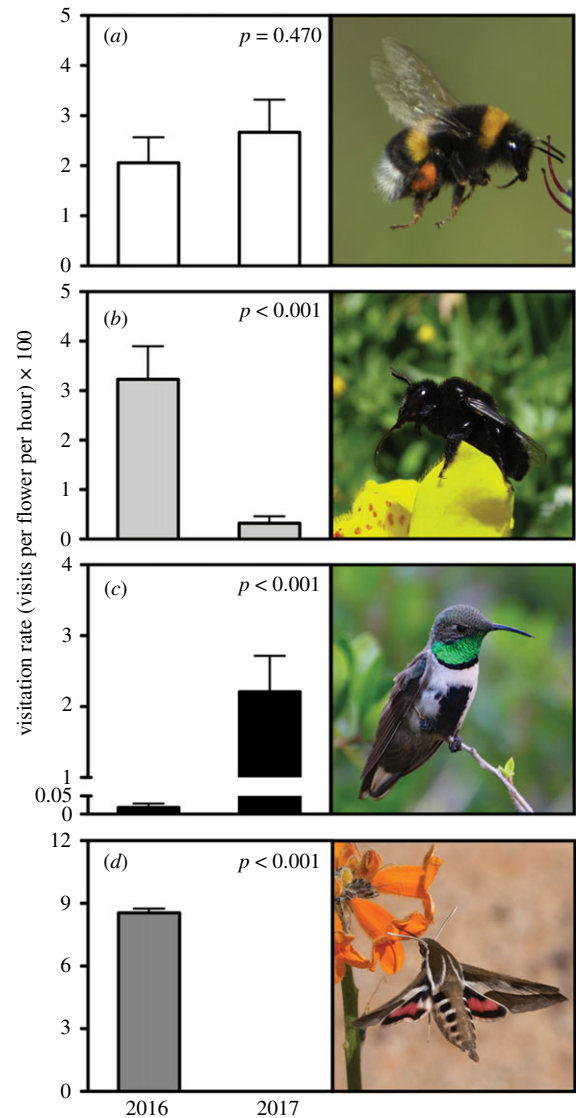 visitation rate (visits per flower per hour) × 100
5
(a)
p = 0.470
4
3
2
1
0
5
(b)
p < 0.001
4
3
2
1
0
4
(c)
p < 0.001
3
2
1
0.05
0
12
(d)
p < 0.001
9
6
3
0
2016
2017